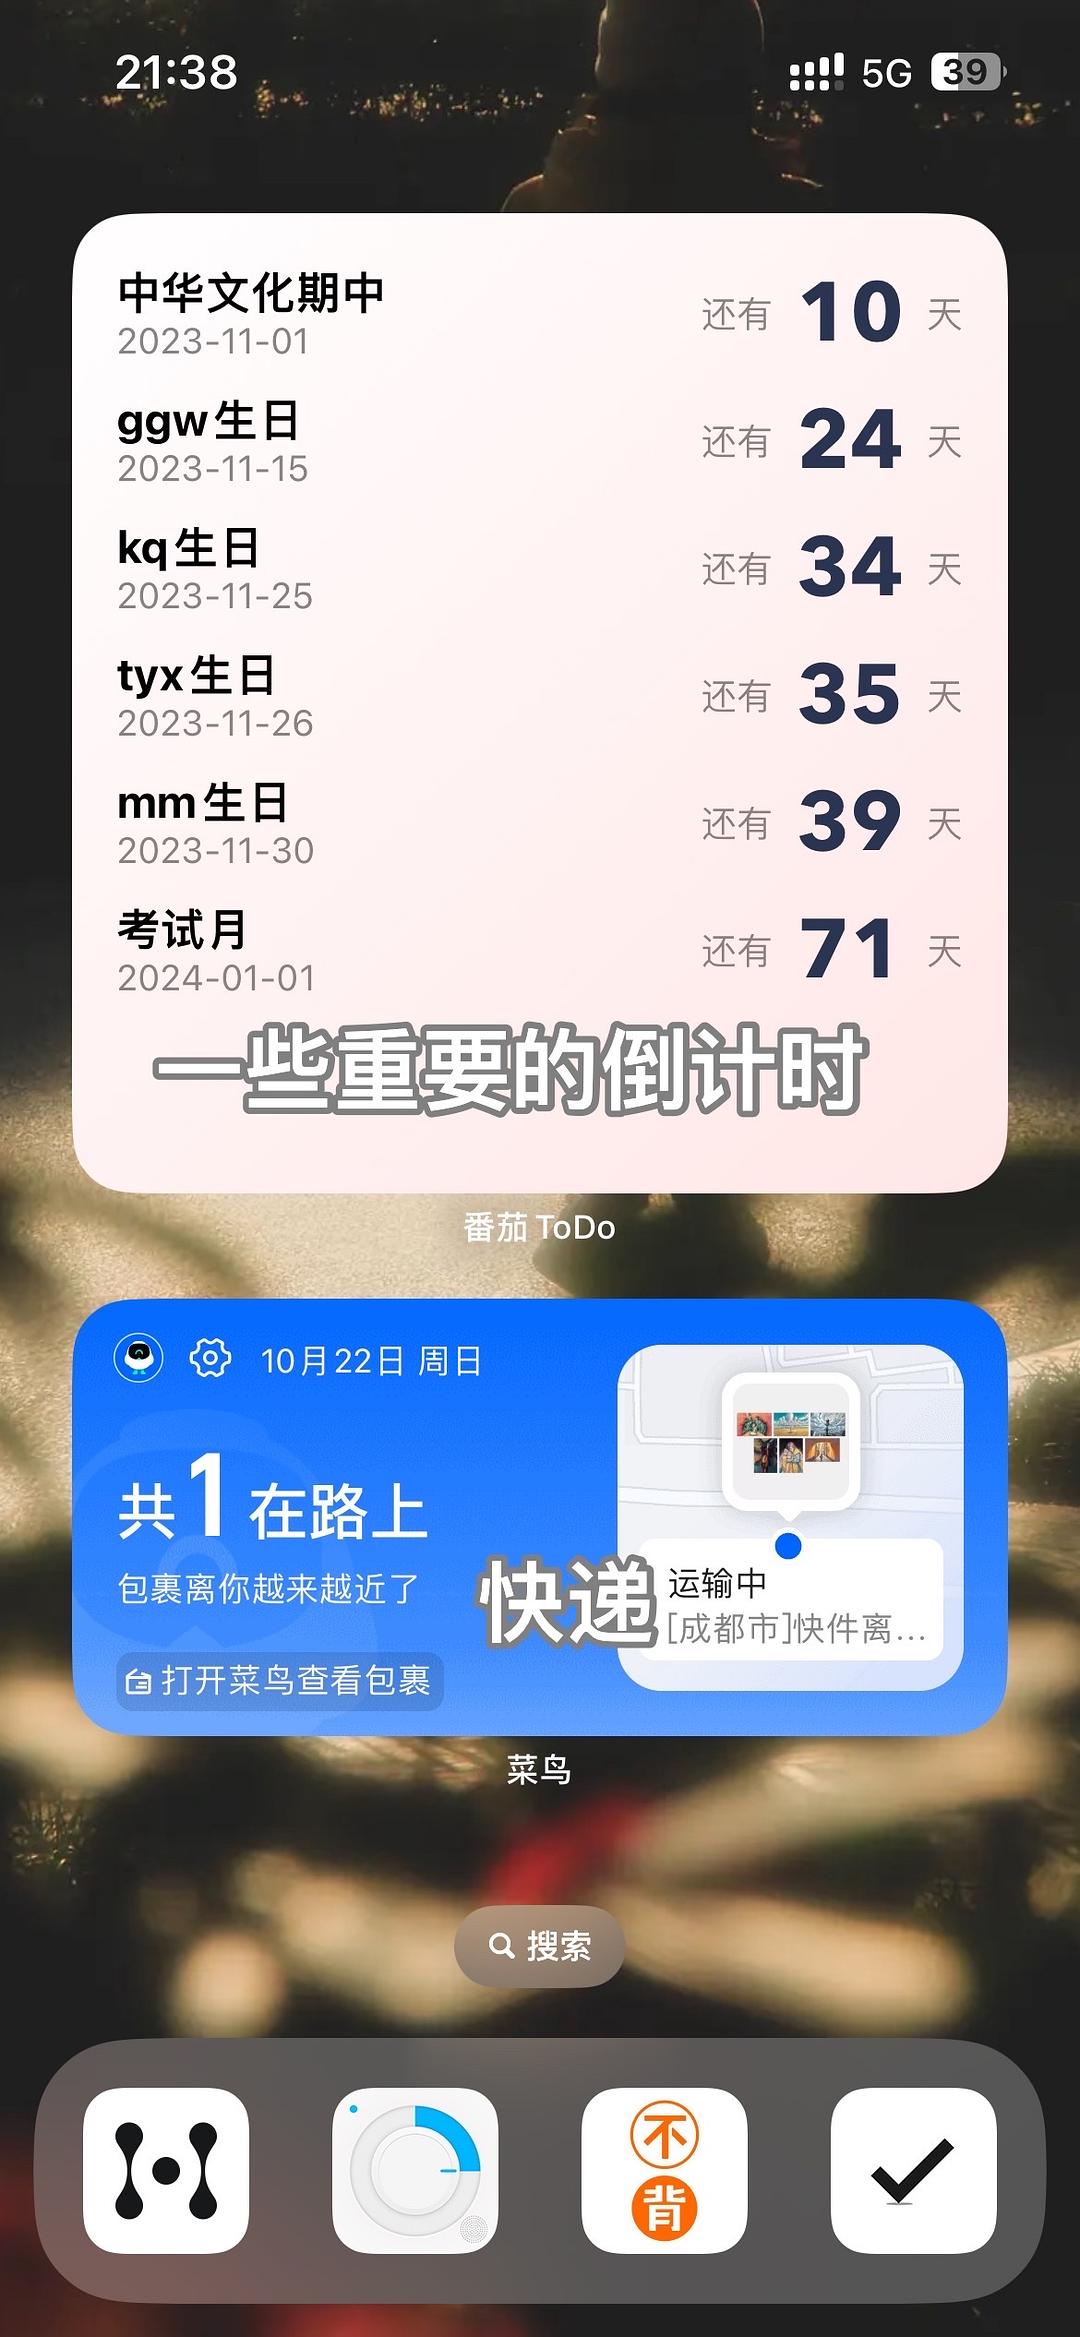 21:38
5G 39
中华文化期中
2023-11-01
还有 10 天
ggw生日
2023-11-15
还有 24 天
kq生日
2023-11-25
还有 34 天
tyx生日
2023-11-26
还有 35 天
mm生日
2023-11-30
还有 39 天
考试月
2024-01-01
还有 71 天
一些重要的倒计时
番茄 ToDo
10月22日 周日
共1在路上
包裹离你越来越近了
打开菜鸟查看包裹
快递
运输中
[成都市]快件离...
菜鸟
搜索
不
背